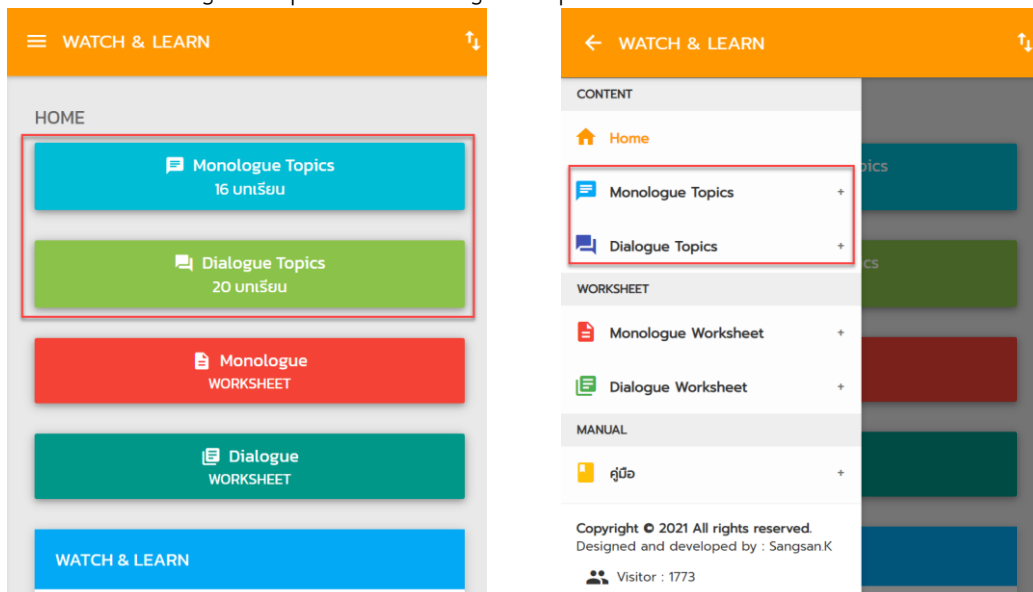 WATCH & LEARN
HOME
Monologue Topics
16 บทเรียน
Dialogue Topics
20 บทเรียน
Monologue
WORKSHEET
Dialogue
WORKSHEET
WATCH & LEARN
WATCH & LEARN
CONTENT
Home
Monologue Topics +
Dialogue Topics +
WORKSHEET
Monologue Worksheet +
Dialogue Worksheet +
MANUAL
คู่มือ +
Copyright © 2021 All rights reserved.
Designed and developed by : Sangsan.K
Visitor : 1773
pics
cs